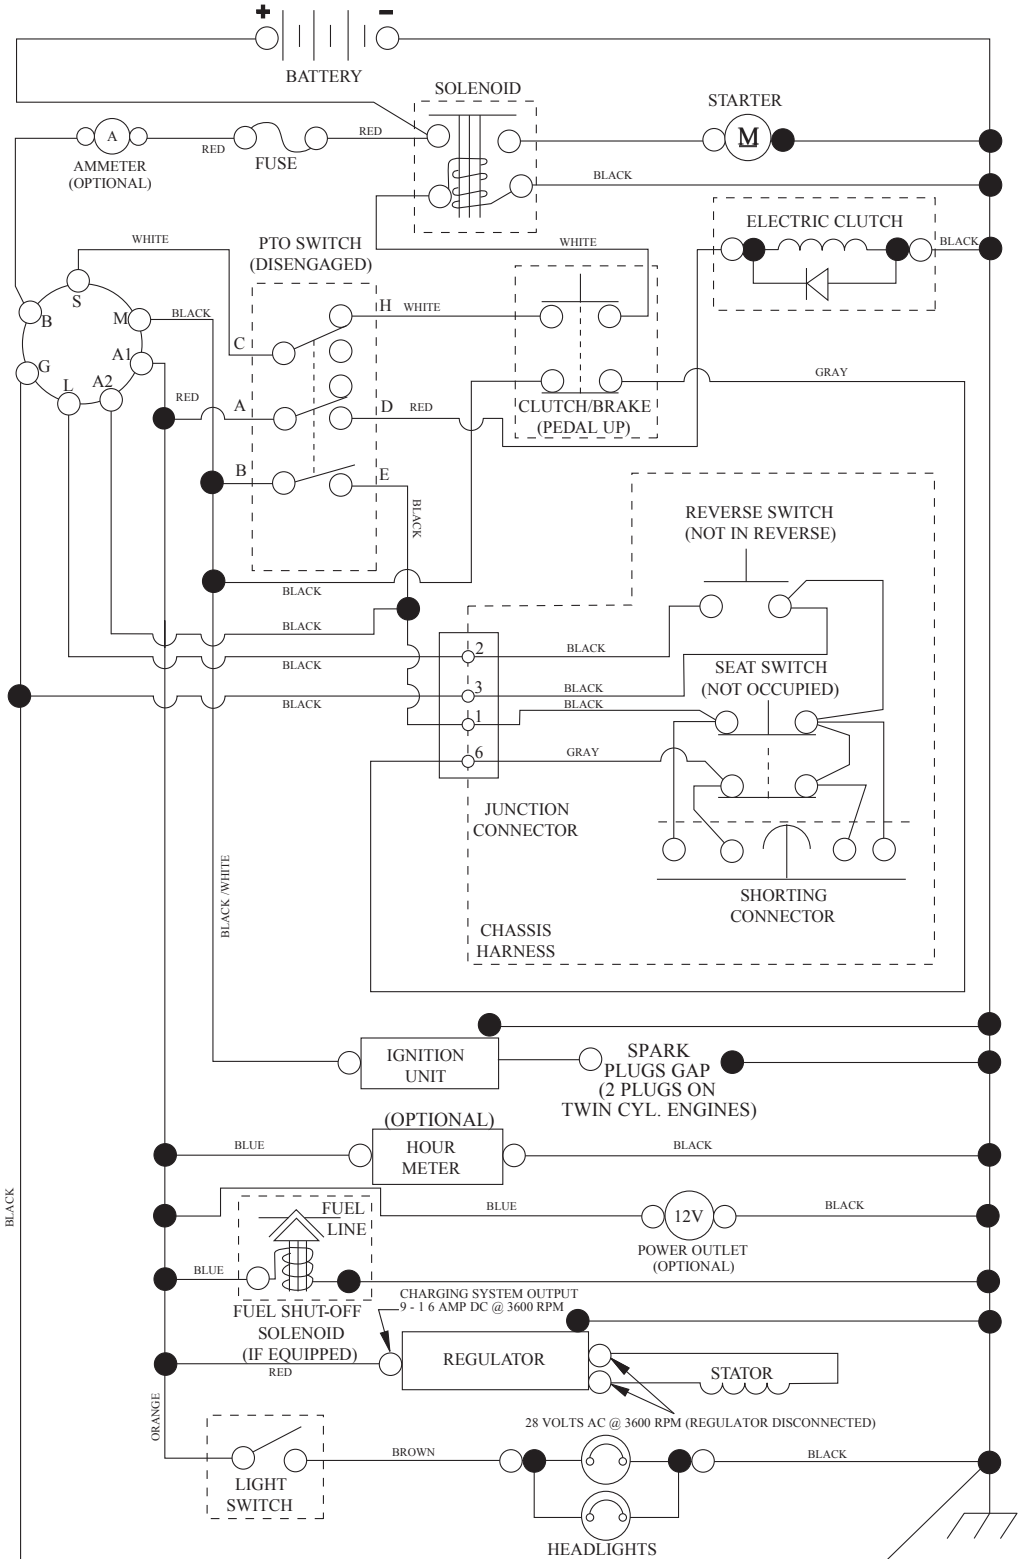 + −
BATTERY
SOLENOID
STARTER
A
RED
FUSE
RED
M
AMMETER
(OPTIONAL)
BLACK
ELECTRIC CLUTCH
BLACK
WHITE
PTO SWITCH
(DISENGAGED)
WHITE
S
B
M
BLACK
H
WHITE
C
G
A1
L
A2
RED
A
D
RED
CLUTCH/BRAKE
(PEDAL UP)
GRAY
B
E
BLACK
REVERSE SWITCH
(NOT IN REVERSE)
BLACK
BLACK
BLACK
2
BLACK
SEAT SWITCH
(NOT OCCUPIED)
BLACK
3
BLACK
BLACK
1
6
GRAY
JUNCTION
CONNECTOR
SHORTING
CONNECTOR
BLACK /WHITE
CHASSIS
HARNESS
IGNITION
UNIT
SPARK
PLUGS GAP
(2 PLUGS ON
TWIN CYL. ENGINES)
(OPTIONAL)
HOUR
METER
BLUE
BLACK
BLACK
FUEL
LINE
BLUE
12V
BLACK
POWER OUTLET
(OPTIONAL)
BLUE
FUEL SHUT-OFF
SOLENOID
(IF EQUIPPED)
CHARGING SYSTEM OUTPUT
9 - 1 6 AMP DC @ 3600 RPM
RED
REGULATOR
STATOR
28 VOLTS AC @ 3600 RPM (REGULATOR DISCONNECTED)
ORANGE
LIGHT
SWITCH
BROWN
BLACK
HEADLIGHTS